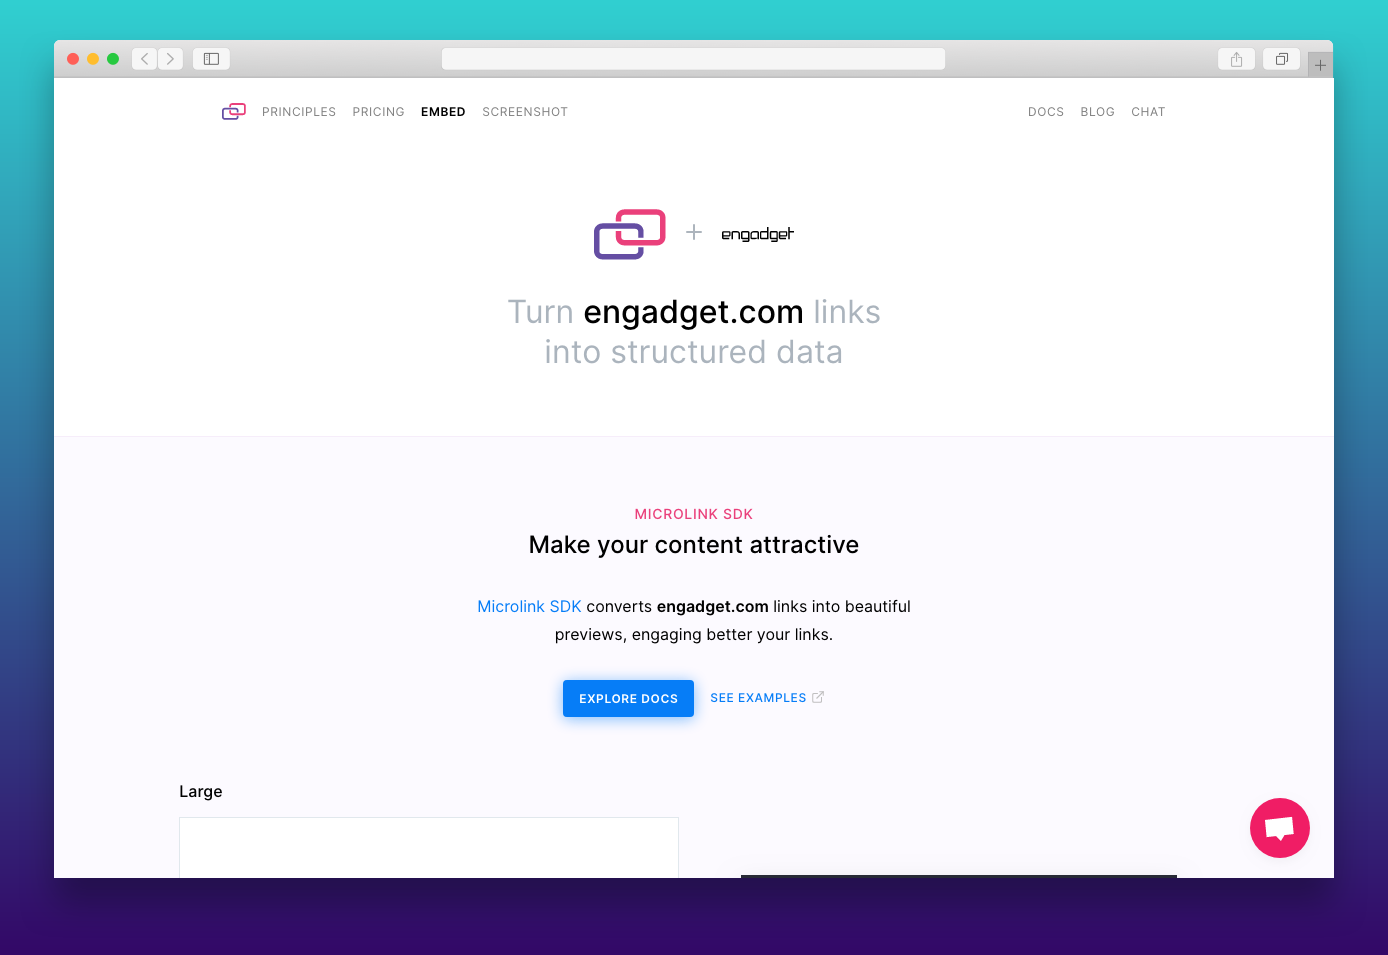 PRINCIPLES PRICING EMBED SCREENSHOT DOCS BLOG CHAT
engadget
Turn engadget.com links
into structured data
MICROLINK SDK
Make your content attractive
Microlink SDK converts engadget.com links into beautiful
previews, engaging better your links.
EXPLORE DOCS SEE EXAMPLES
Large